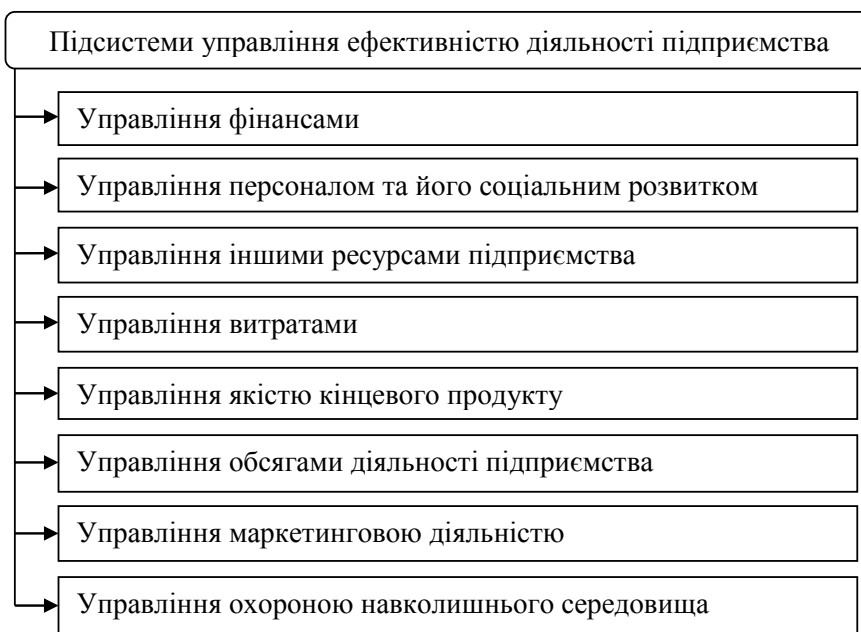 Підсистеми управління ефективністю діяльності підприємства
Управління фінансами
Управління персоналом та його соціальним розвитком
Управління іншими ресурсами підприємства
Управління витратами
Управління якістю кінцевого продукту
Управління обсягами діяльності підприємства
Управління маркетинговою діяльністю
Управління охороною навколишнього середовища